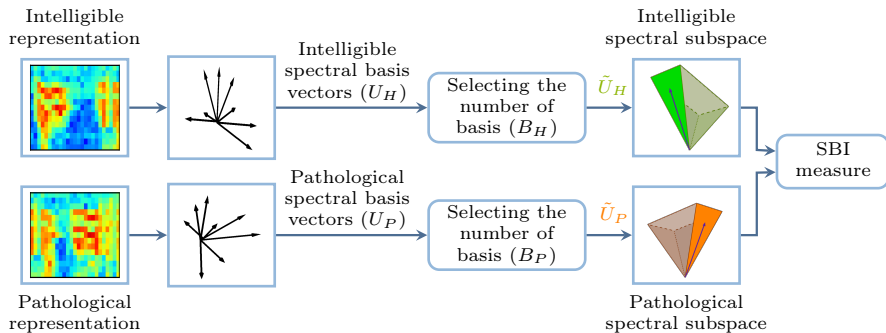 Intelligible
representation
Intelligible
spectral basis
vectors (U_H)
Selecting the
number of
basis (B_H)
Ũ_H
Intelligible
spectral subspace
SBI
measure
Pathological
spectral basis
vectors (U_P)
Selecting the
number of
basis (B_P)
Ũ_P
Pathological
representation
Pathological
spectral subspace